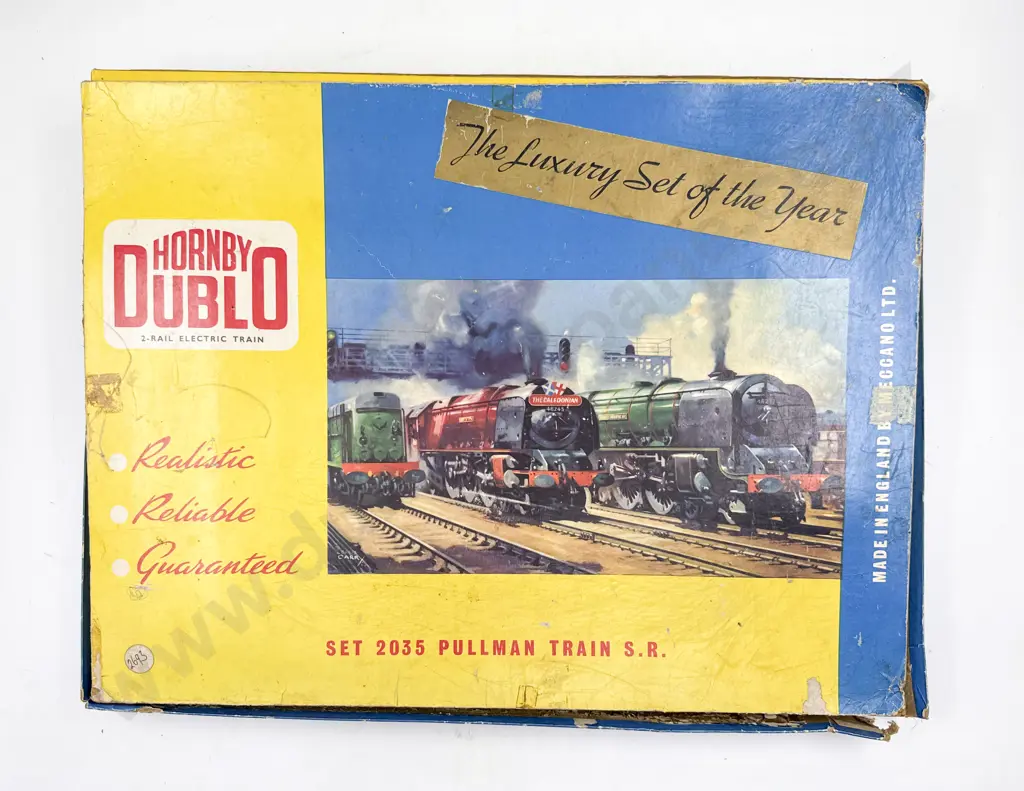 The Luxury Set of the Year
HORNBY
DUBLO
2-RAIL ELECTRIC TRAIN
THE CALEDONIAN
46245
Realistic
Reliable
Guaranteed
SET 2035 PULLMAN TRAIN S.R.
MADE IN ENGLAND BY MECCANO LTD.
2693